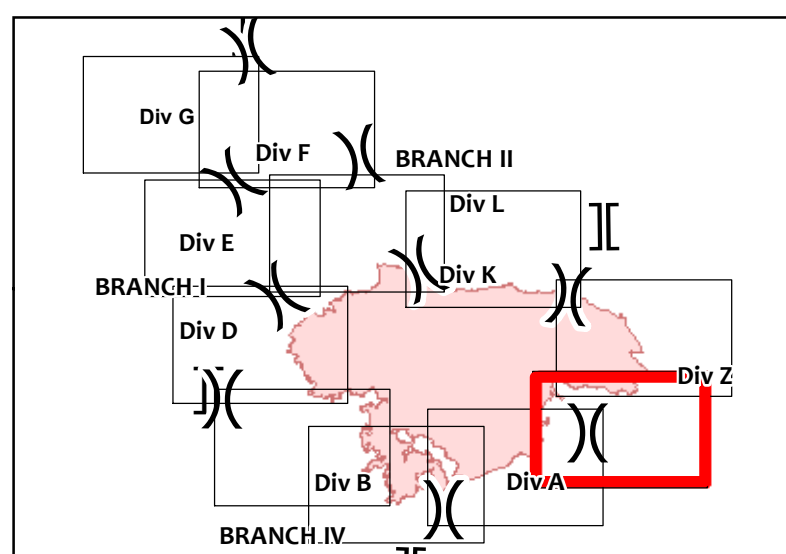 Div G
Div F
BRANCH II
Div L
Div E
Div K
BRANCH I
Div D
Div Z
Div B
Div A
BRANCH IV